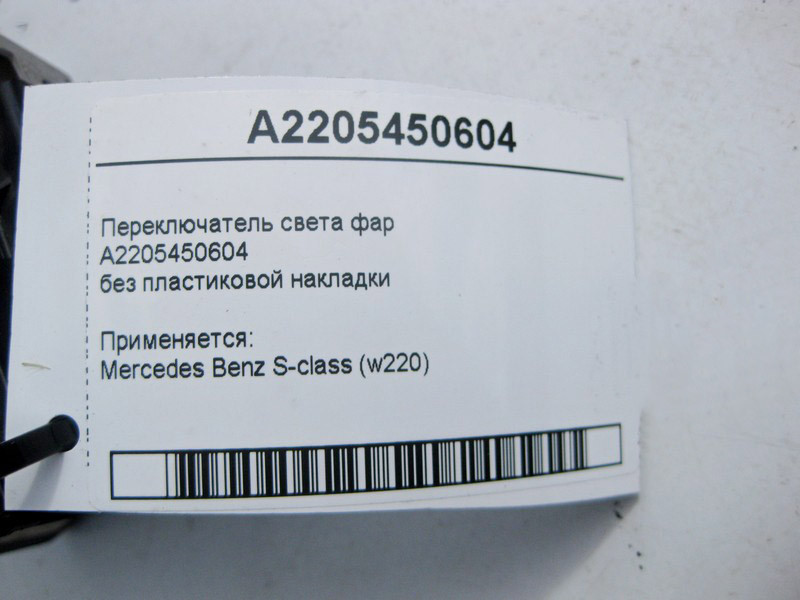 A2205450604
Переключатель света фар
A2205450604
без пластиковой накладки
Применяется:
Mercedes Benz S-class (w220)